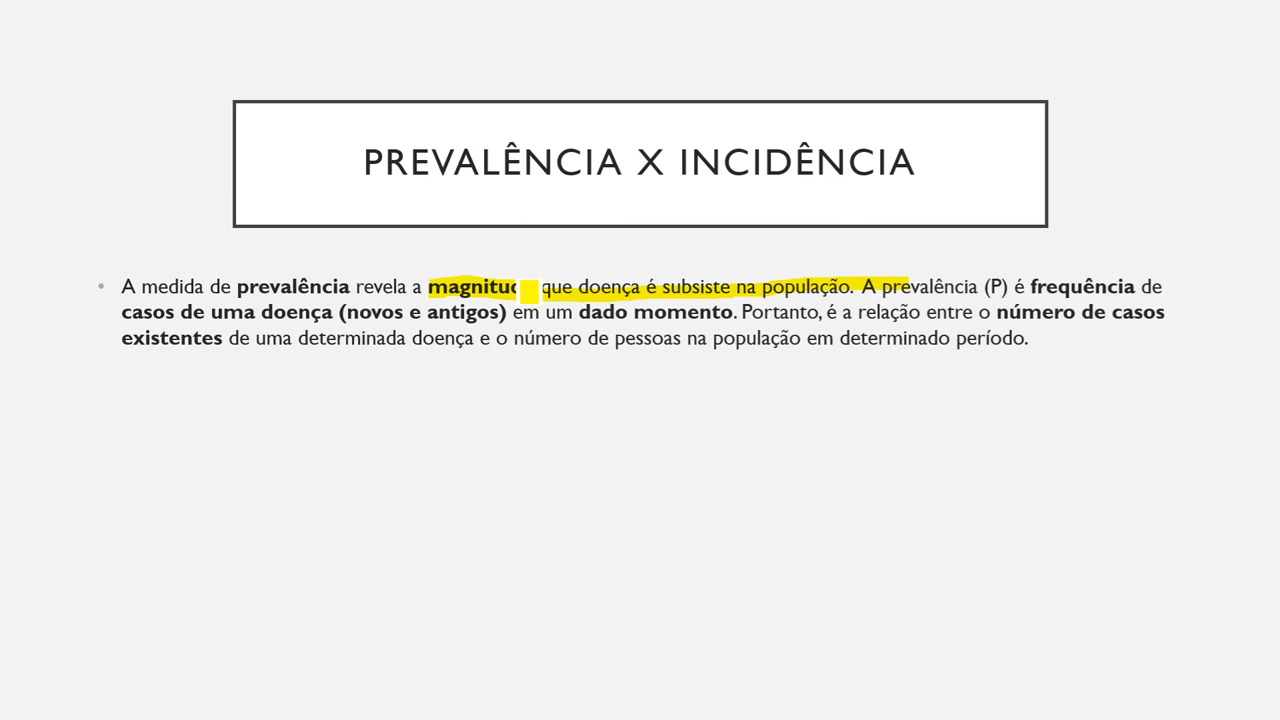 PREVALÊNCIA X INCIDÊNCIA
• A medida de prevalência revela a que doença é subsiste na população. A prevalência (P) é frequência de
casos de uma doença (novos e antigos) em um dado momento. Portanto, é a relação entre o número de casos
existentes de uma determinada doença e o número de pessoas na população em determinado período.